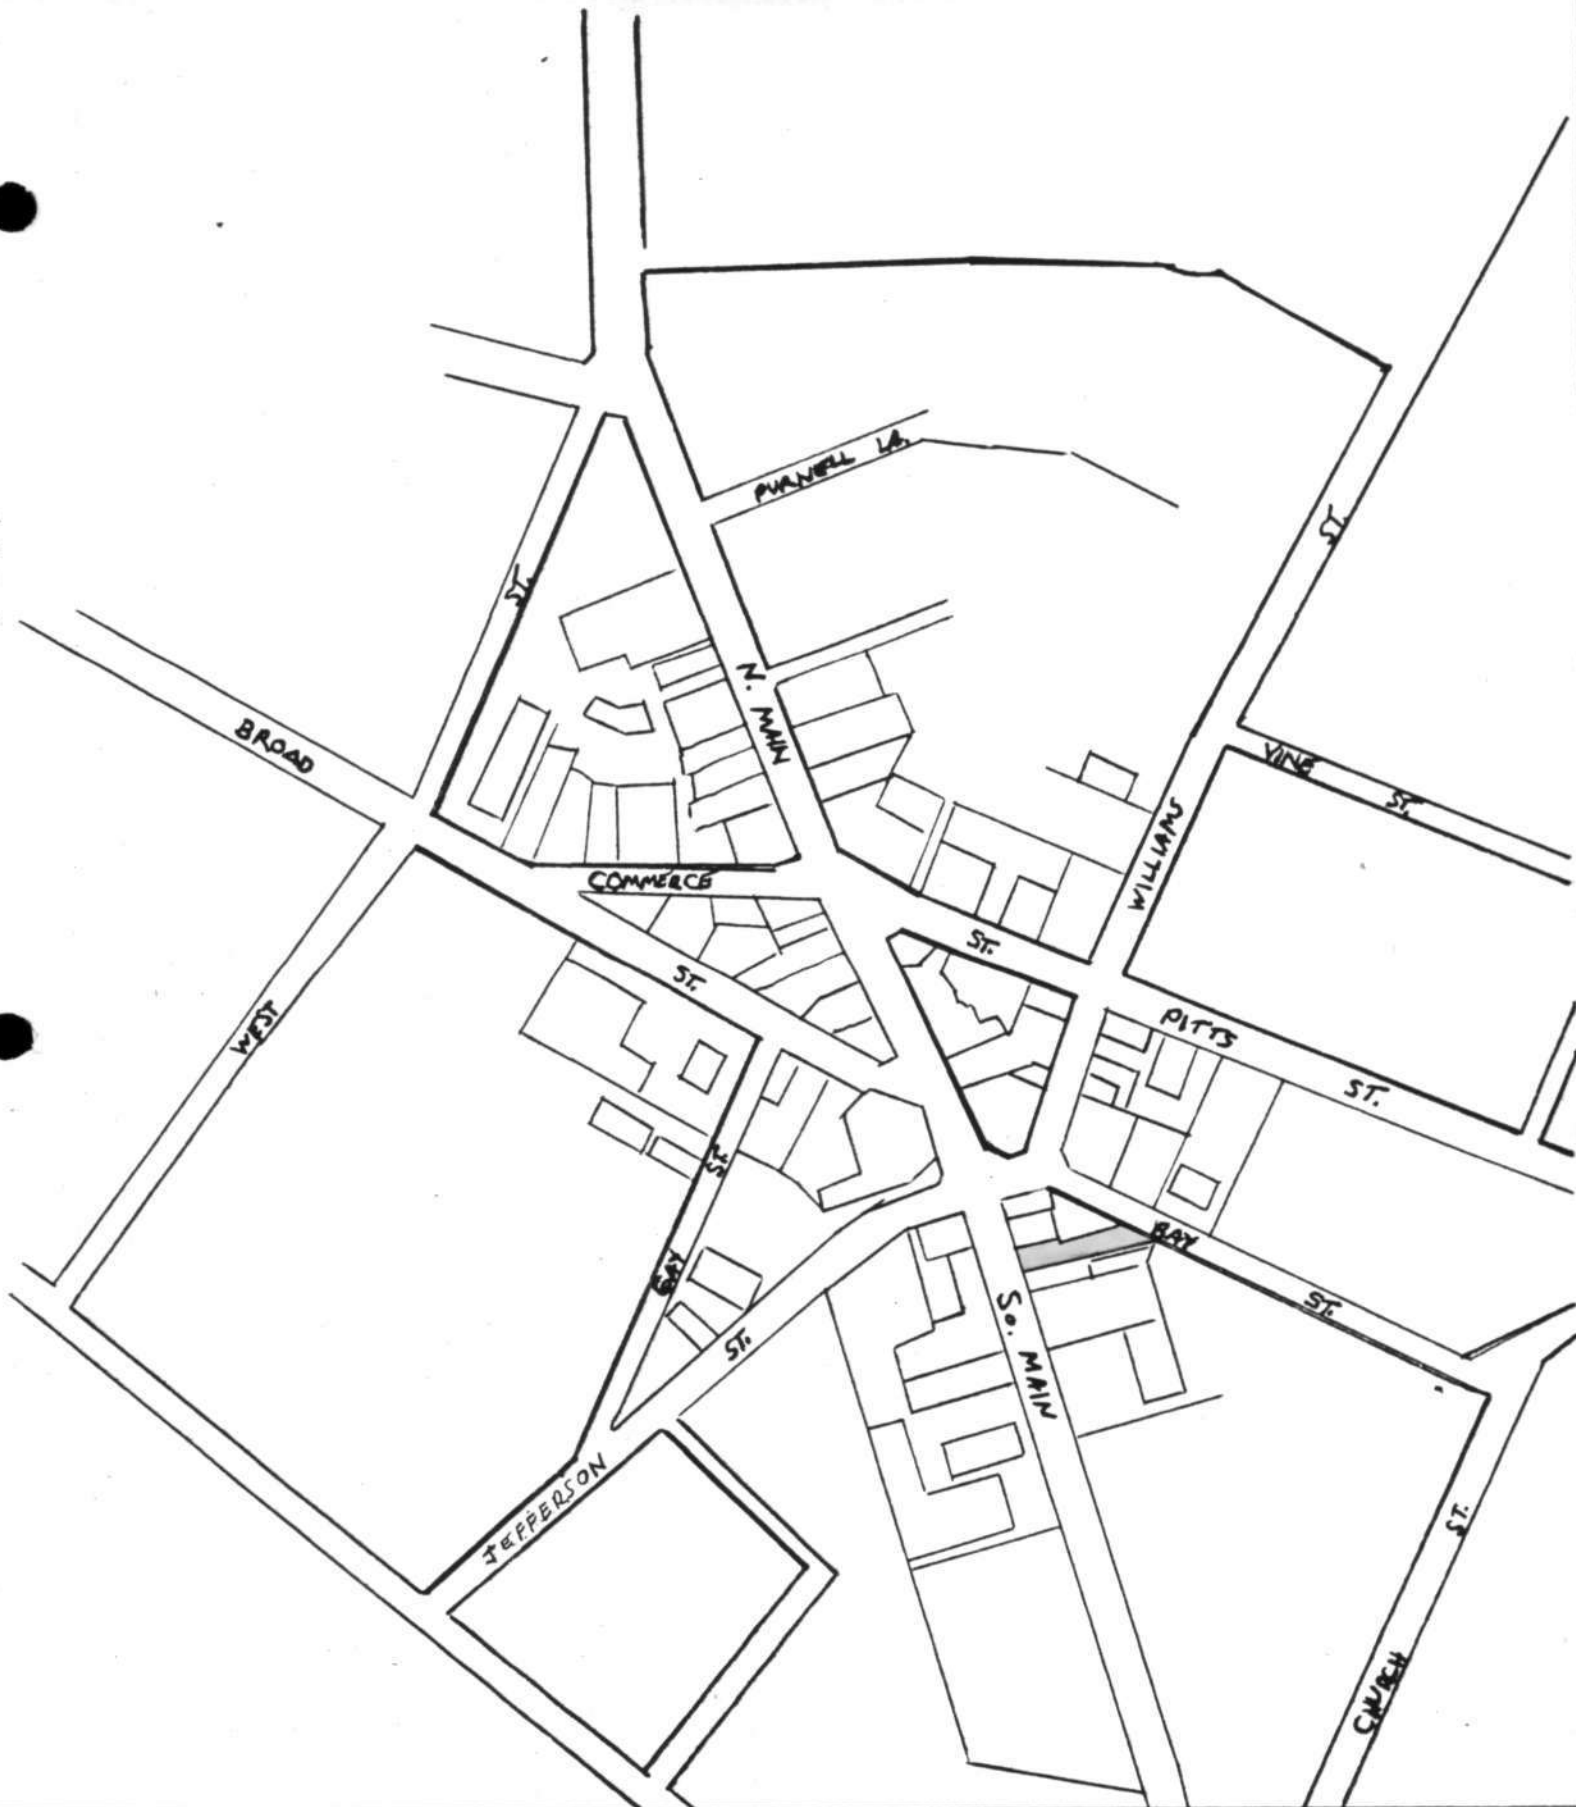 PURNELL LA.
ST.
ST.
N. MAIN
BROAD
VINE
ST.
WILLIAMS
COMMERCE
ST.
ST.
WEST
PITTS
ST.
ST.
BAY
ST.
GAY
So. MAIN
ST.
JEFFERSON
ST.
CHURCH